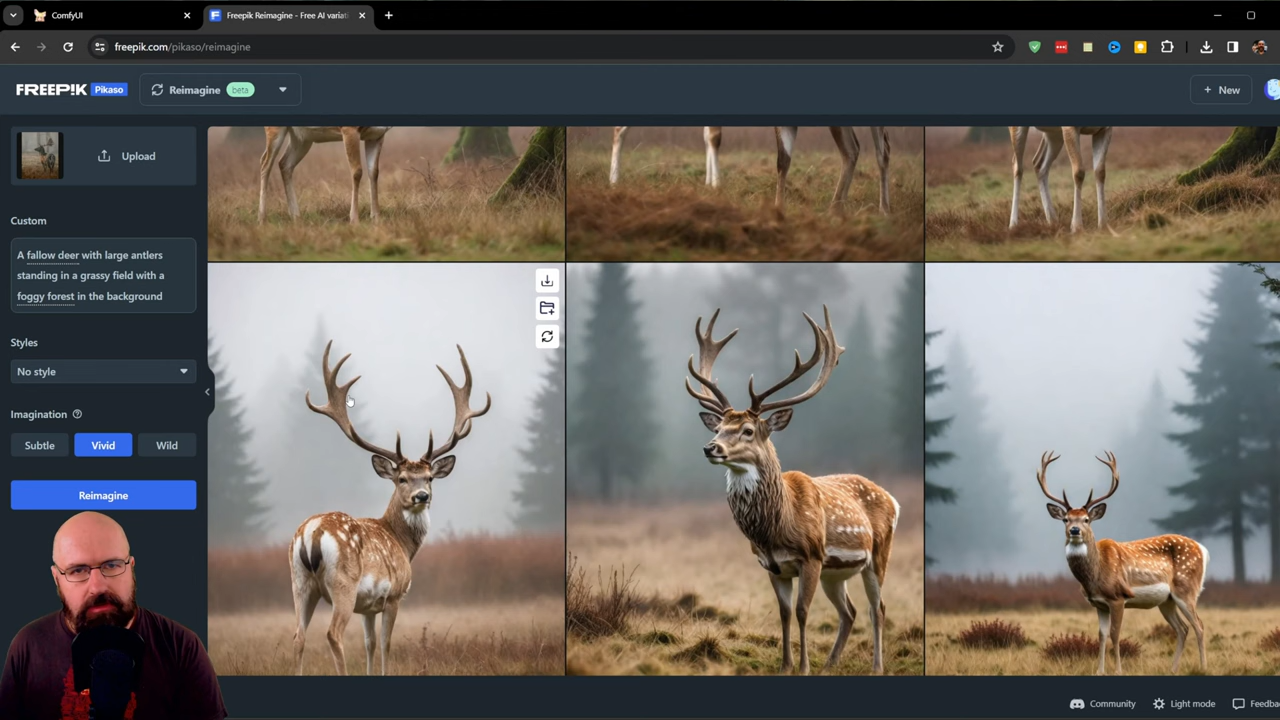 ComfyUI
Freepik Reimagine - Free AI variati
freepik.com/pikaso/reimagine
FREEPIK Pikaso
Reimagine beta
New
Upload
Custom
A fallow deer with large antlers
standing in a grassy field with a
foggy forest in the background
Styles
No style
Imagination
Subtle Vivid Wild
Reimagine
Community Light mode Feedba